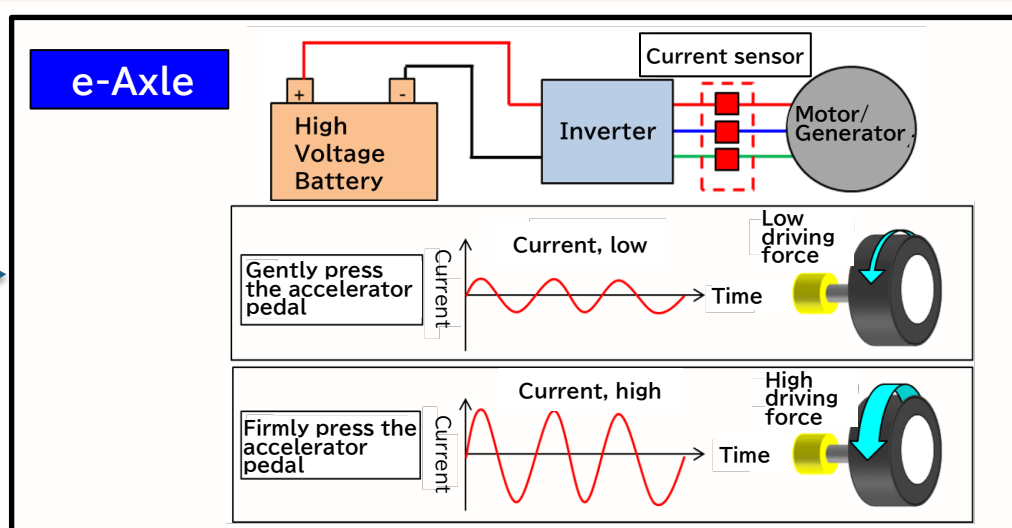 e-Axle
Current sensor
+
-
High
Voltage
Battery
Inverter
Motor/
Generator
Gently press
the accelerator
pedal
Current
Current, low
Time
Low
driving
force
Firmly press the
accelerator
pedal
Current
Current, high
Time
High
driving
force